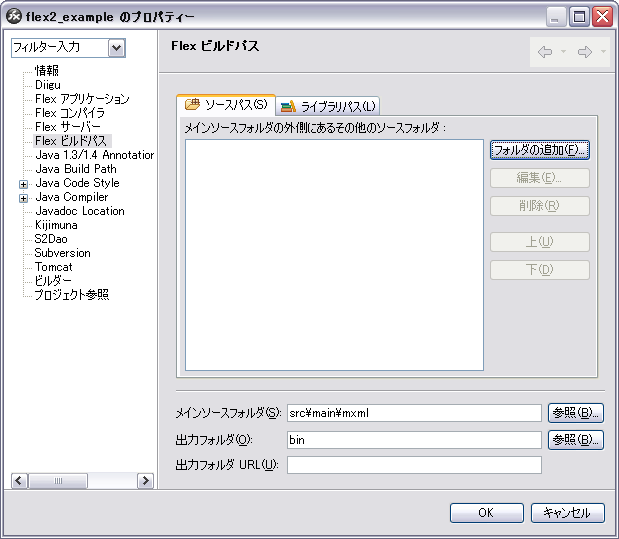 flex2_example のプロパティー
フィルター入力
Flex ビルドパス
情報
Diigu
Flex アプリケーション
Flex コンパイラ
Flex サーバー
Flex ビルドパス
Java 1.3/1.4 Annotation
Java Build Path
Java Code Style
Java Compiler
Javadoc Location
Kijimuna
S2Dao
Subversion
Tomcat
ビルダー
プロジェクト参照
ソースパス(S)
ライブラリパス(L)
メインソースフォルダの外側にあるその他のソースフォルダ :
フォルダの追加(F)...
編集(E)...
削除(R)
上(U)
下(D)
メインソースフォルダ(S): src¥main¥mxml 参照(B)...
出力フォルダ(O): bin 参照(B)...
出力フォルダ URL(U):
OK
キャンセル